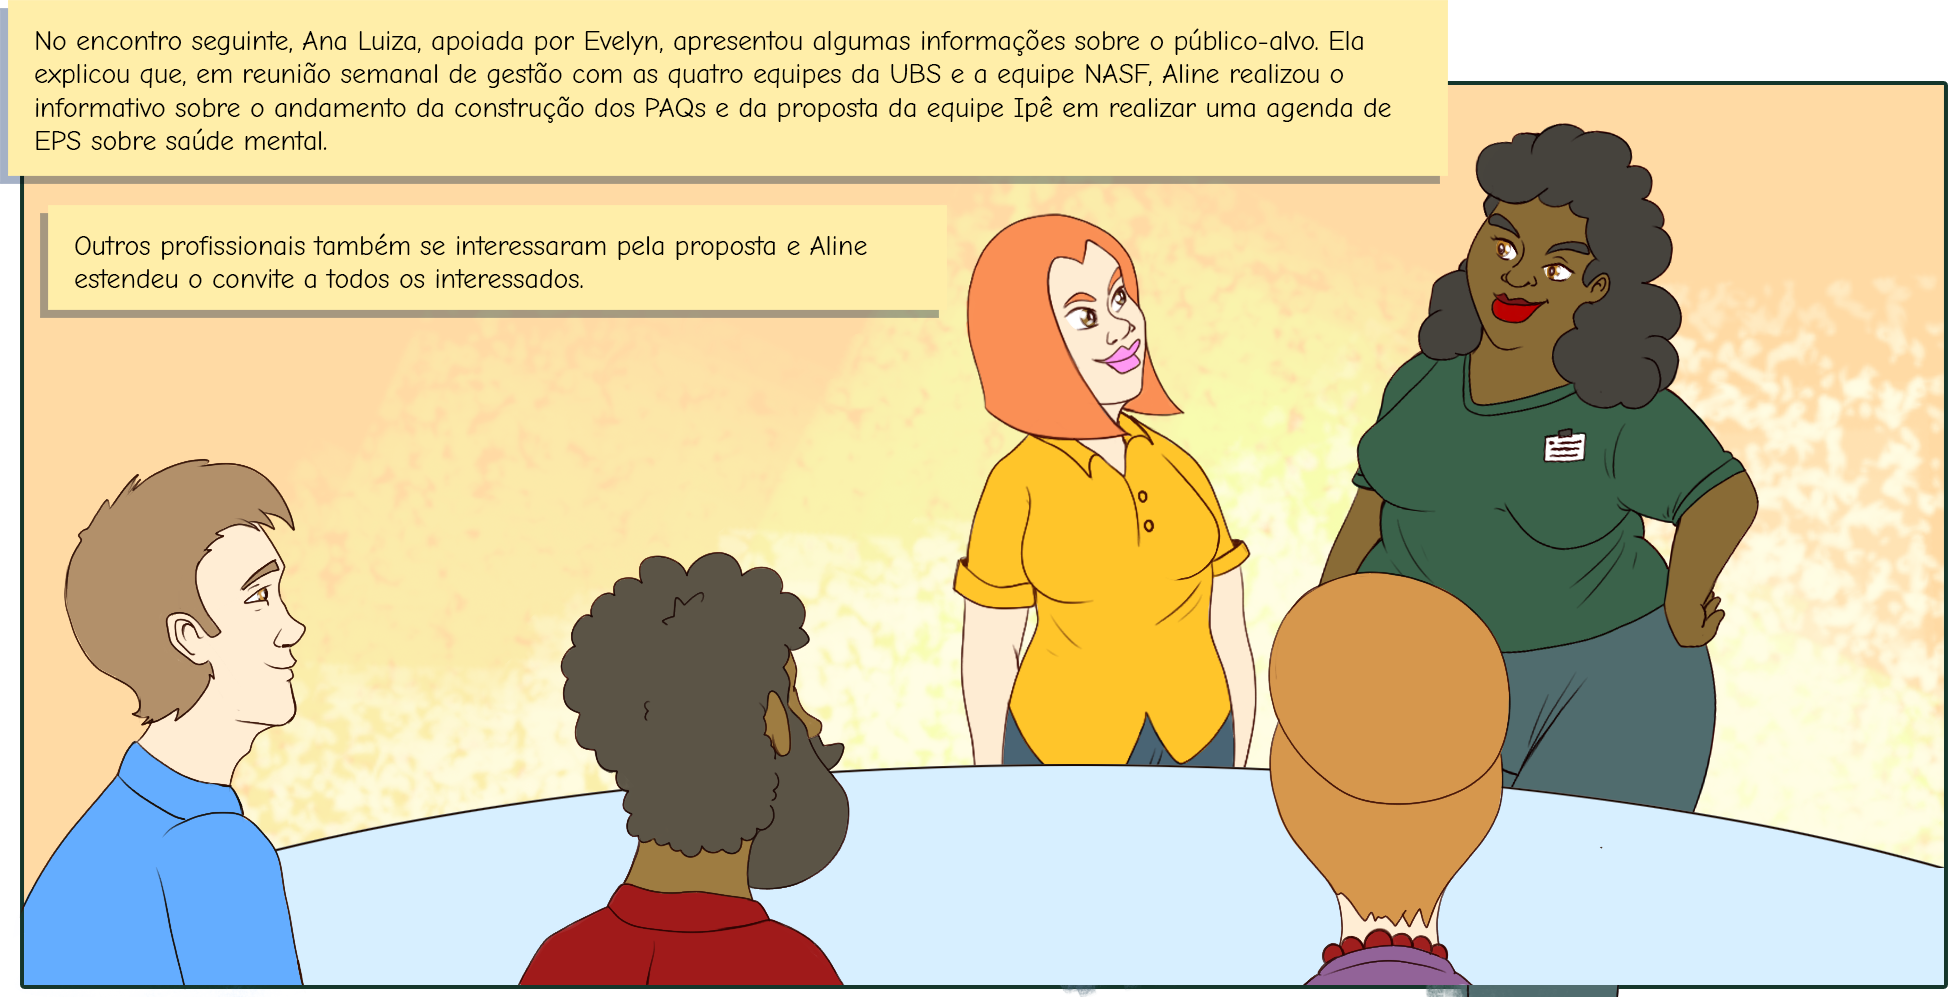 No encontro seguinte, Ana Luiza, apoiada por Evelyn, apresentou algumas informações sobre o público-alvo. Ela
explicou que, em reunião semanal de gestão com as quatro equipes da UBS e a equipe NASF, Aline realizou o
informativo sobre o andamento da construção dos PAQs e da proposta da equipe Ipê em realizar uma agenda de
EPS sobre saúde mental.
Outros profissionais também se interessaram pela proposta e Aline
estendeu o convite a todos os interessados.